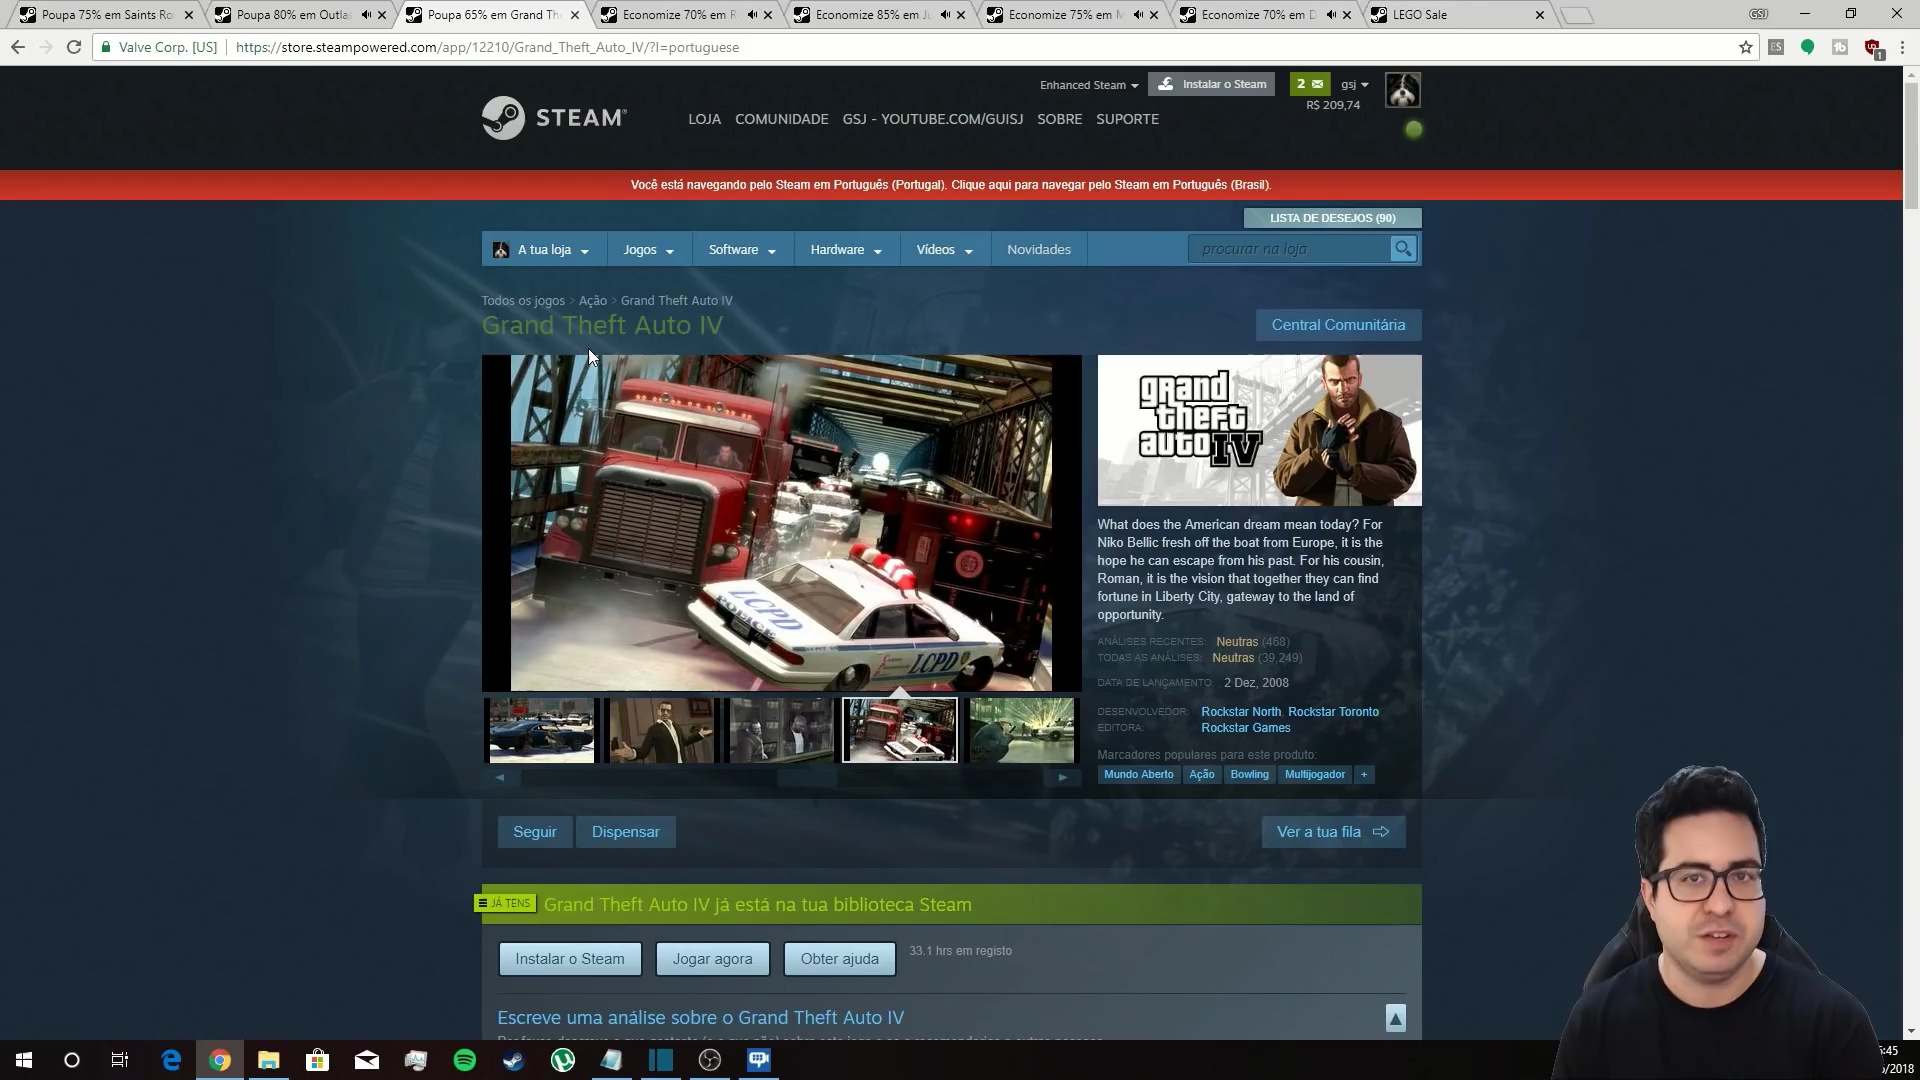 Poupa 75% em Saints Ro
Poupa 80% em Outla
Poupa 65% em Grand Th
Economize 70% em R
Economize 85% em Ju
Economize 75% em M
Economize 70% em D
LEGO Sale
GSJ
Valve Corp. [US]
https://store.steampowered.com/app/12210/Grand_Theft_Auto_IV/?l=portuguese
ES
1
Enhanced Steam
Instalar o Steam
2
gsj
R$ 209,74
STEAM
LOJA COMUNIDADE GSJ - YOUTUBE.COM/GUISJ SOBRE SUPORTE
Você está navegando pelo Steam em Português (Portugal). Clique aqui para navegar pelo Steam em Português (Brasil).
LISTA DE DESEJOS (90)
A tua loja Jogos Software Hardware Vídeos Novidades
procurar na loja
Todos os jogos > Ação > Grand Theft Auto IV
Grand Theft Auto IV
Central Comunitária
LCPD
POLICE
LCPD
grand
theft
auto IV
What does the American dream mean today? For
Niko Bellic fresh off the boat from Europe, it is the
hope he can escape from his past. For his cousin,
Roman, it is the vision that together they can find
fortune in Liberty City, gateway to the land of
opportunity.
ANÁLISES RECENTES: Neutras (468)
TODAS AS ANÁLISES: Neutras (39,249)
DATA DE LANÇAMENTO: 2 Dez, 2008
DESENVOLVEDOR: Rockstar North, Rockstar Toronto
EDITORA: Rockstar Games
Marcadores populares para este produto:
Mundo Aberto Ação Bowling Multijogador +
Seguir Dispensar
Ver a tua fila
JÁ TENS
Grand Theft Auto IV já está na tua biblioteca Steam
Instalar o Steam Jogar agora Obter ajuda 33.1 hrs em registo
Escreve uma análise sobre o Grand Theft Auto IV
:45
/2018